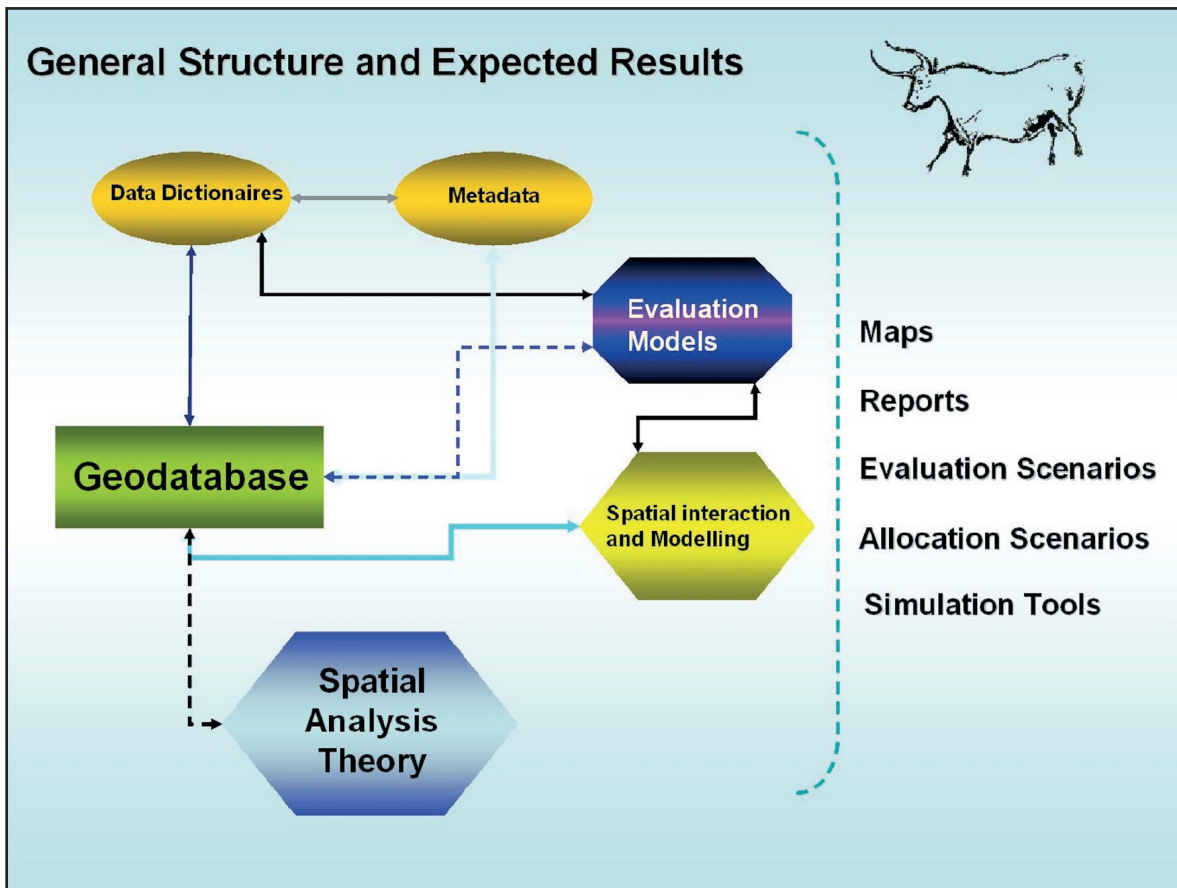 General Structure and Expected Results
Data Dictionaires
Metadata
Evaluation
Models
Geodatabase
Spatial interaction
and Modelling
Spatial
Analysis
Theory
Maps
Reports
Evaluation Scenarios
Allocation Scenarios
Simulation Tools